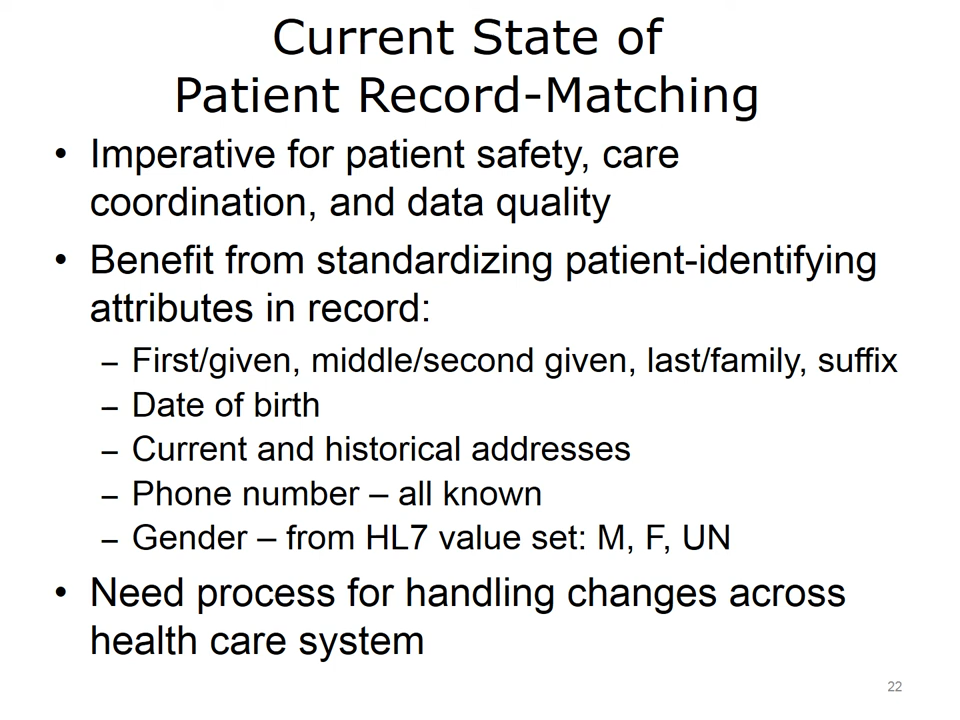 Current State of
Patient Record-Matching
• Imperative for patient safety, care
coordination, and data quality
• Benefit from standardizing patient-identifying
attributes in record:
– First/given, middle/second given, last/family, suffix
– Date of birth
– Current and historical addresses
– Phone number – all known
– Gender – from HL7 value set: M, F, UN
• Need process for handling changes across
health care system
22